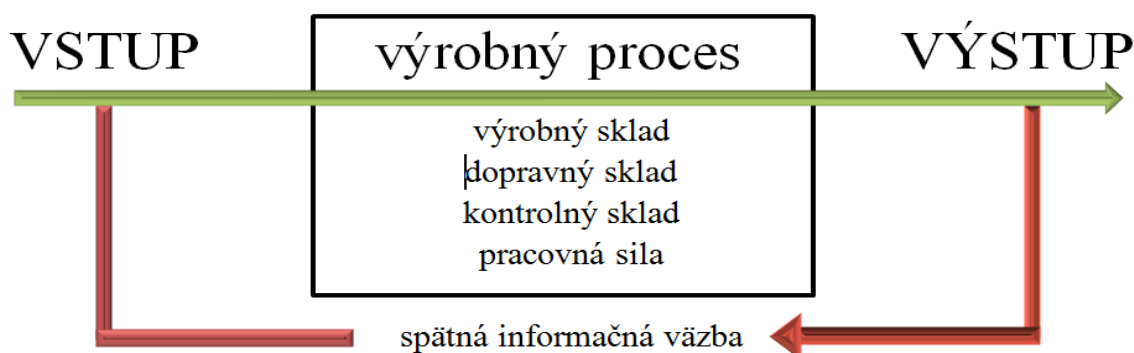 VSTUP
výrobný proces
VÝSTUP
výrobný sklad
dopravný sklad
kontrolný sklad
pracovná sila
spätná informačná väzba